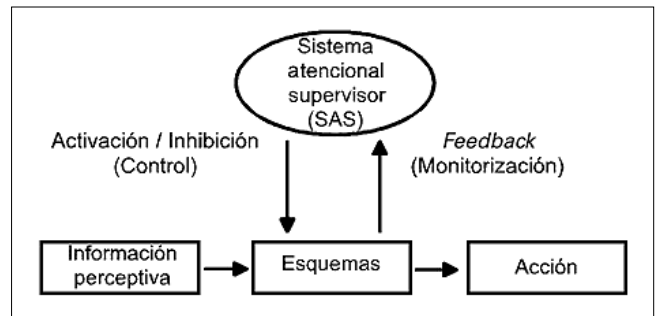 Sistema
atencional
supervisor
(SAS)
Activación / Inhibición
(Control)
Feedback
(Monitorización)
Información
perceptiva
Esquemas
Acción